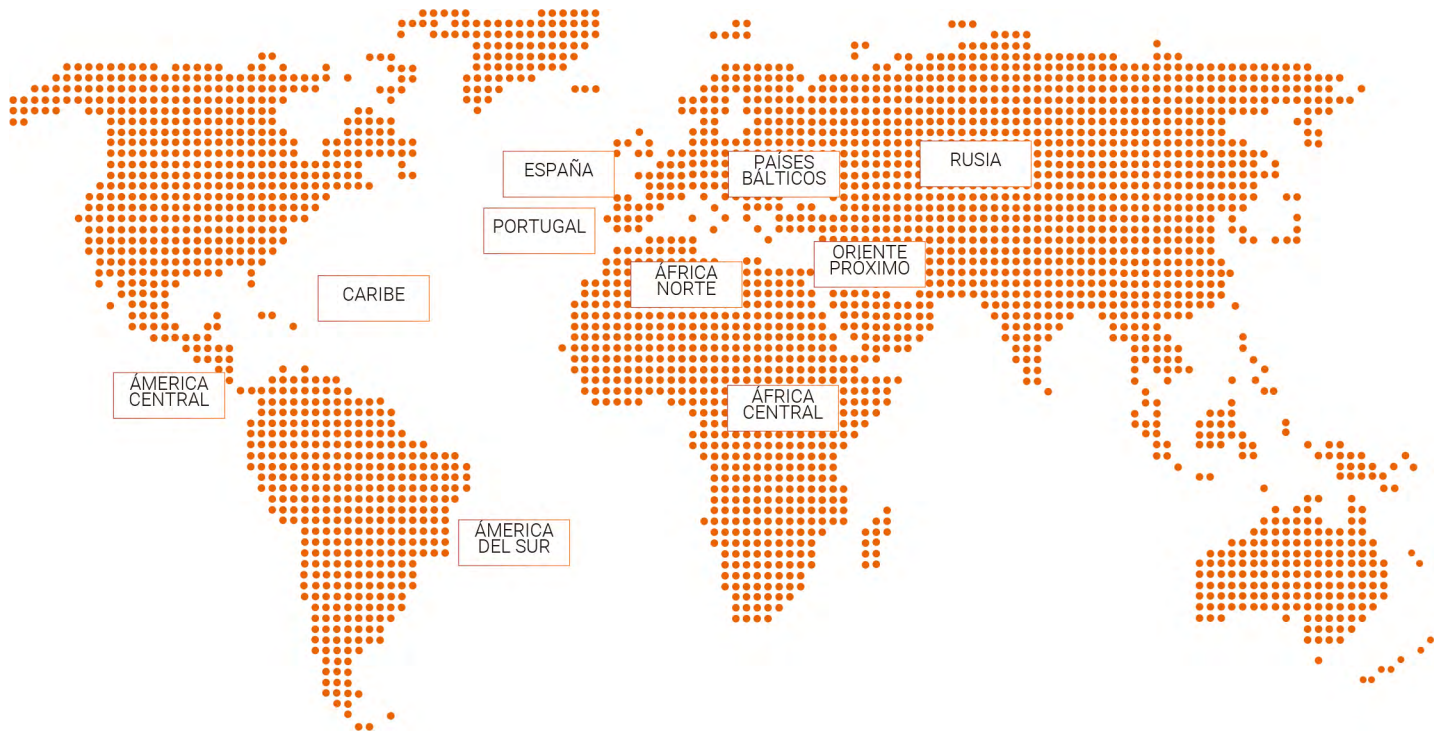 ESPAÑA
PAÍSES
BÁLTICOS
RUSIA
PORTUGAL
ORIENTE
PRÓXIMO
ÁFRICA
NORTE
CARIBE
ÁMERICA
CENTRAL
ÁFRICA
CENTRAL
ÁMERICA
DEL SUR